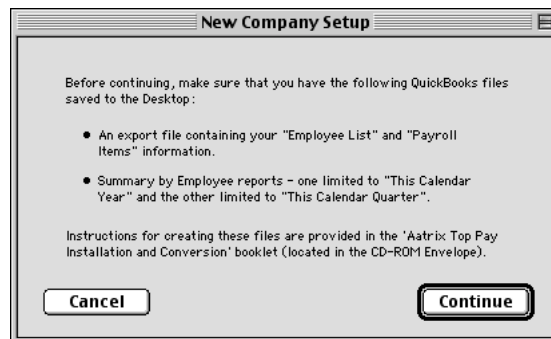 New Company Setup
Before continuing, make sure that you have the following QuickBooks files
saved to the Desktop:
● An export file containing your "Employee List" and "Payroll
Items" information.
● Summary by Employee reports - one limited to "This Calendar
Year" and the other limited to "This Calendar Quarter".
Instructions for creating these files are provided in the 'Aatrix Top Pay
Installation and Conversion' booklet (located in the CD-ROM Envelope).
Cancel
Continue